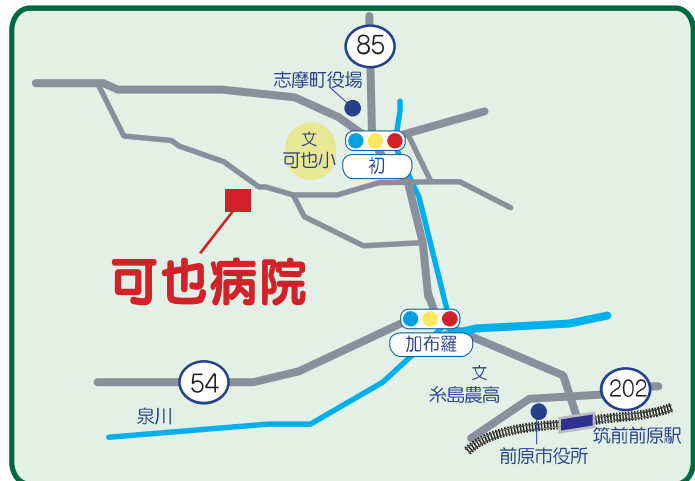 85
志摩町役場
文
可也小
初
可也病院
加布羅
54
文
糸島農高
202
泉川
筑前前原駅
前原市役所